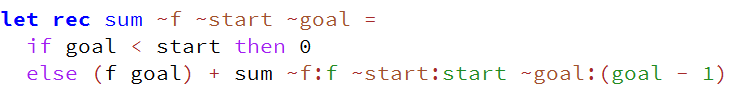 let rec sum ~f ~start ~goal =
  if goal < start then 0
  else (f goal) + sum ~f:f ~start:start ~goal:(goal - 1)